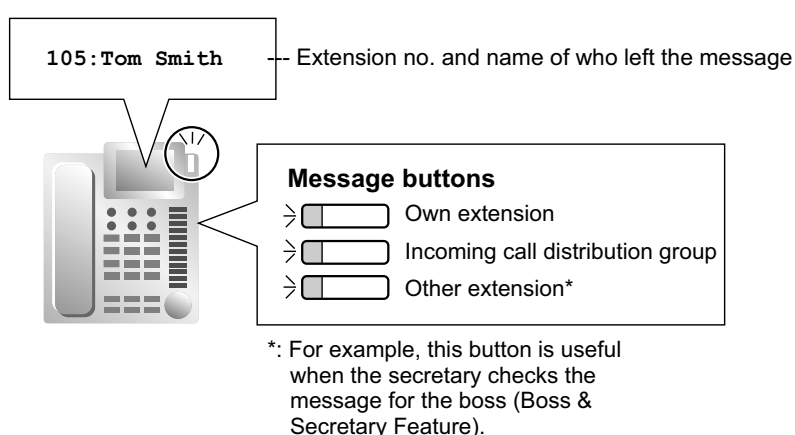 105:Tom Smith --- Extension no. and name of who left the message
Message buttons
Own extension
Incoming call distribution group
Other extension*
*: For example, this button is useful
when the secretary checks the
message for the boss (Boss &
Secretary Feature).